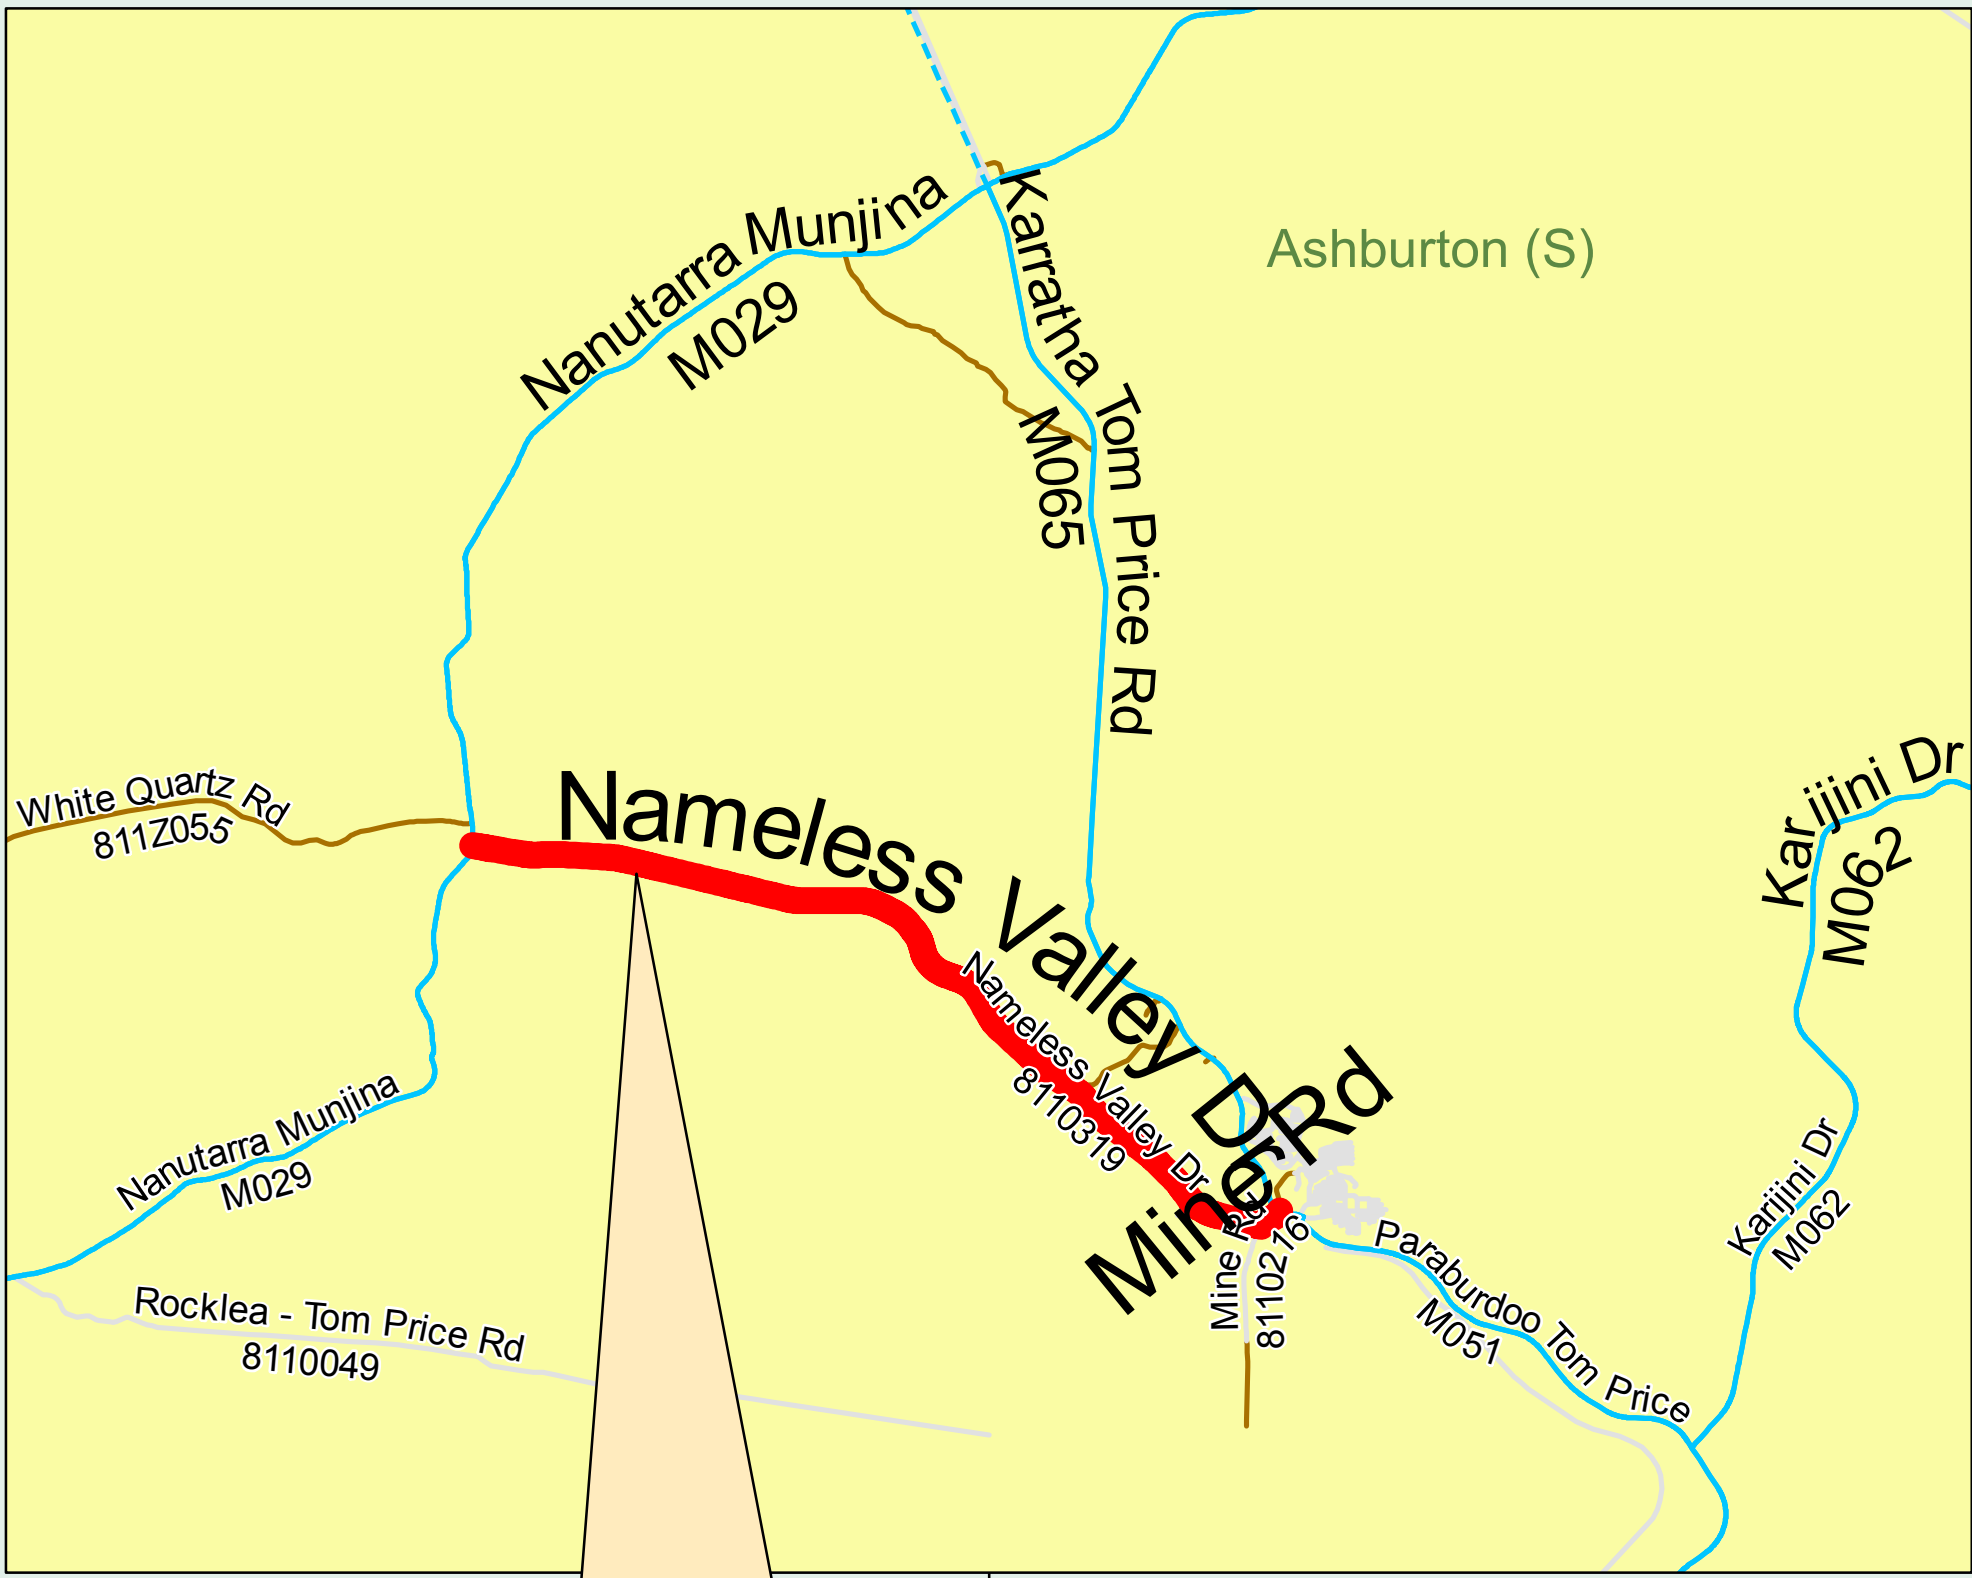 Nanutarra Munjina
M029
Karratha Tom Price Rd
M065
Ashburton (S)
Karijini Dr
M062
White Quartz Rd
811Z055
Nameless Valley Dr
Nameless Valley Dr
8110319
Mine Rd
Mine Rd
8110216
Nanutarra Munjina
M029
Rocklea - Tom Price Rd
8110049
Paraburdoo Tom Price
M051
Karijini Dr
M062